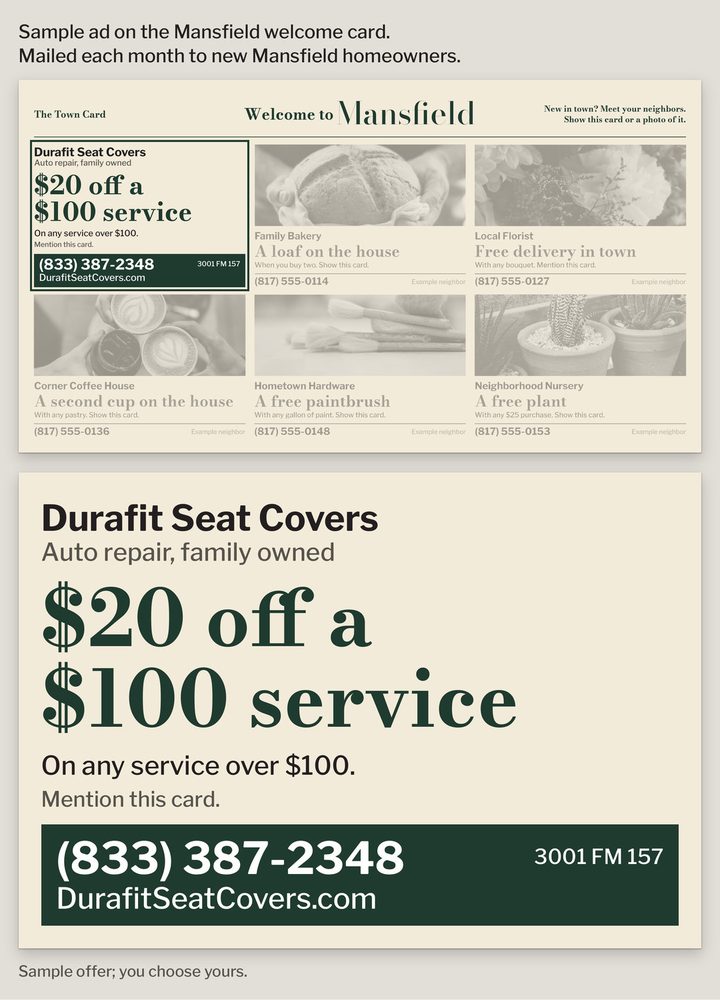 Sample ad on the Mansfield welcome card.
Mailed each month to new Mansfield homeowners.
The Town Card
Welcome to Mansfield
New in town? Meet your neighbors.
Show this card or a photo of it.
Durafit Seat Covers
Auto repair, family owned
$20 off a
$100 service
On any service over $100.
Mention this card.
(833) 387-2348
3001 FM 157
DurafitSeatCovers.com
Family Bakery
A loaf on the house
When you buy two. Show this card.
(817) 555-0114
Example neighbor
Local Florist
Free delivery in town
With any bouquet. Mention this card.
(817) 555-0127
Example neighbor
Corner Coffee House
A second cup on the house
With any pastry. Show this card.
(817) 555-0136
Example neighbor
Hometown Hardware
A free paintbrush
With any gallon of paint. Show this card.
(817) 555-0148
Example neighbor
Neighborhood Nursery
A free plant
With any $25 purchase. Show this card.
(817) 555-0153
Example neighbor
Durafit Seat Covers
Auto repair, family owned
$20 off a
$100 service
On any service over $100.
Mention this card.
(833) 387-2348
3001 FM 157
DurafitSeatCovers.com
Sample offer; you choose yours.